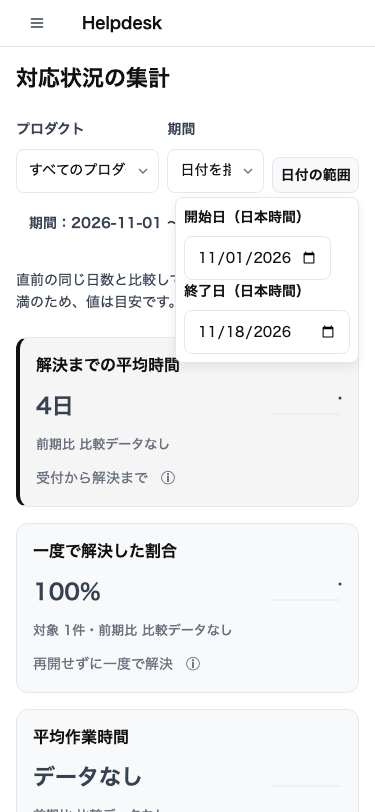 Helpdesk
対応状況の集計
プロダクト
期間
すべてのプロダ
日付を指
日付の範囲
期間：2026-11-01 ~
開始日（日本時間）
11/01/2026
終了日（日本時間）
11/18/2026
直前の同じ日数と比較して
満のため、値は目安です。
解決までの平均時間
4日
前期比 比較データなし
受付から解決まで ⓘ
一度で解決した割合
100%
対象 1件・前期比 比較データなし
再開せずに一度で解決 ⓘ
平均作業時間
データなし